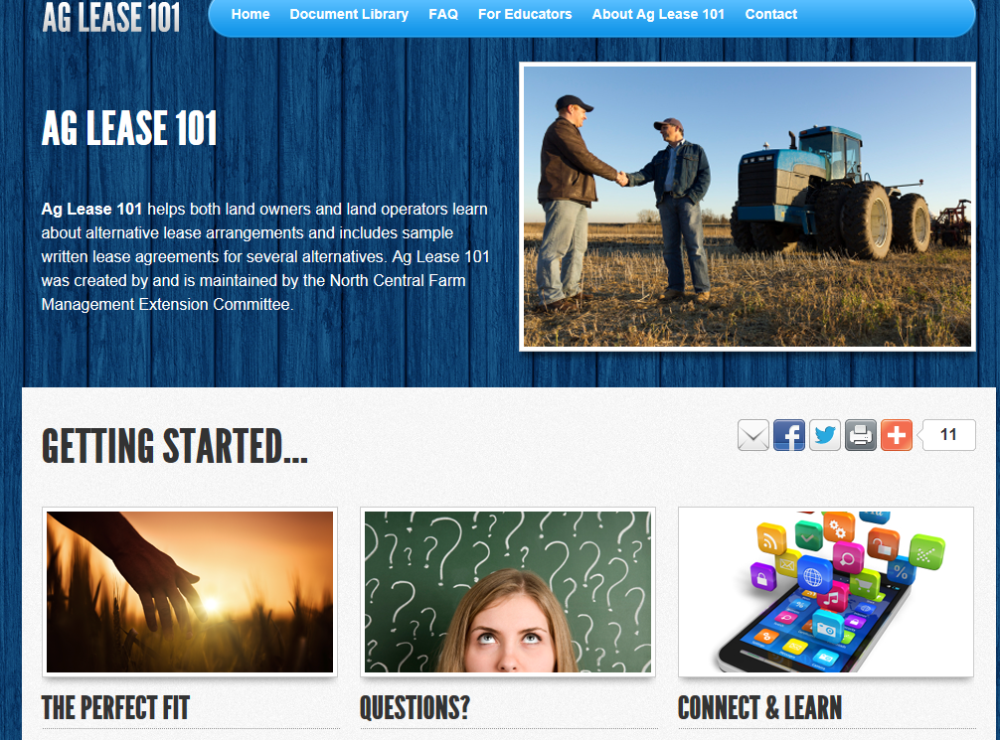 AG LEASE 101
Home Document Library FAQ For Educators About Ag Lease 101 Contact
AG LEASE 101
Ag Lease 101 helps both land owners and land operators learn
about alternative lease arrangements and includes sample
written lease agreements for several alternatives. Ag Lease 101
was created by and is maintained by the North Central Farm
Management Extension Committee.
GETTING STARTED...
11
THE PERFECT FIT
QUESTIONS?
CONNECT & LEARN